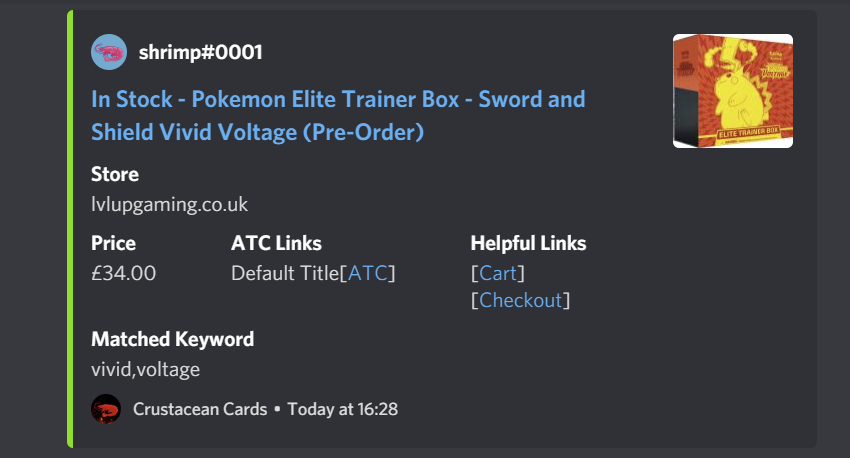 shrimp#0001
In Stock - Pokemon Elite Trainer Box - Sword and
Shield Vivid Voltage (Pre-Order)
ELITE TRAINER BOX
Store
lvlupgaming.co.uk
Price
ATC Links
Helpful Links
£34.00
Default Title[ATC]
[Cart]
[Checkout]
Matched Keyword
vivid,voltage
Crustacean Cards • Today at 16:28